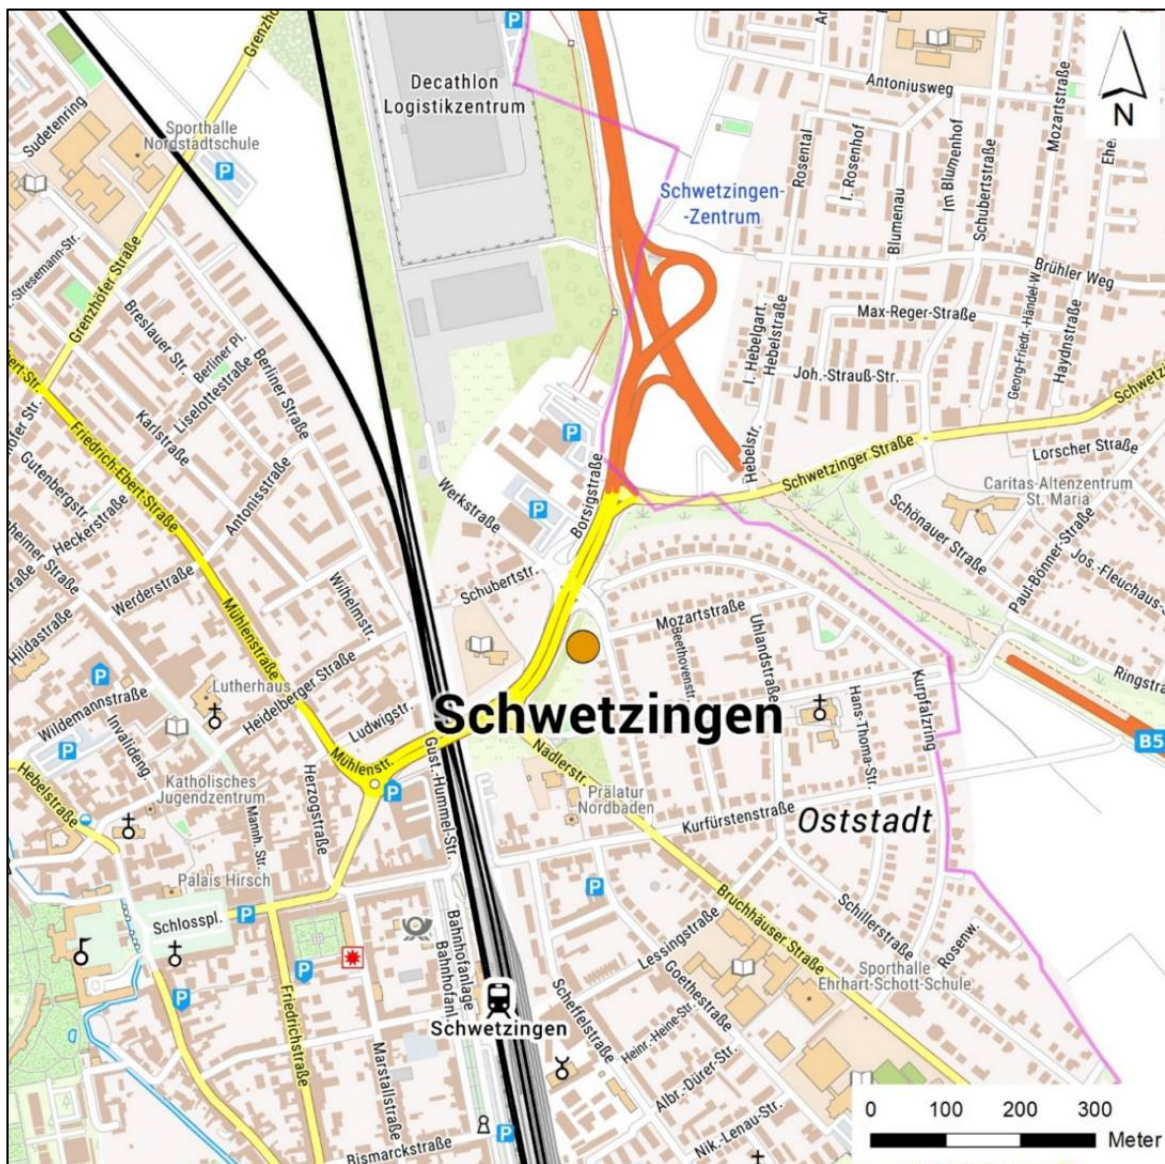 Decathlon
Logistikzentrum
Grenzhöfer Straße
Sudetenring
Sporthalle
Nordstadtschule
P
P
N
Antoniusweg
Mozartstraße
Rosental
I. Rosenhof
Blumenau
Im Blumenhof
Schubertstraße
Schwetzingen-
-Zentrum
Brühler Weg
Max-Reger-Straße
Georg-Friedr.-Händel-W.
Haydnstraße
I. Hebelgart.
Hebelstraße
Joh.-Strauß-Str.
Breslauer Str.
Berliner Pl.
Berliner Straße
Liselottestraße
Karlstraße
Friedrich-Ebert-Straße
Gutenbergstr.
Heckerstraße
Antonisstraße
Werkstraße
P
P
Borsigstraße
Hebelstr.
Schwetzinger Straße
Lorscher Straße
Caritas-Altenzentrum
St. Maria
Schönauer Straße
Paul-Bönner-Straße
Jos.-Fleuchaus-
Werderstraße
Wilhelmstr.
Schubertstr.
Hildastraße
Mühlenstraße
Mozartstraße
Beethovenstr.
Uhlandstraße
Hans-Thoma-Str.
Kurpfalzring
P
Lutherhaus
Heidelberger Straße
Wildemannstraße
Invalideng.
P
Ludwigstr.
Schwetzingen
B5
Mühlenstr.
Nadlerstr.
Hebelstraße
Katholisches
Jugendzentrum
Herzogstraße
Mannh. Str.
P
Gust.-Hummel-Str.
Prälatur
Nordbaden
Kurfürstenstraße
Oststadt
Palais Hirsch
Schlosspl.
P
P
Bruchhäuser Straße
Schillerstraße
Rosenw.
Lessingstraße
Goethestraße
Sporthalle
Ehrhart-Schott-Schule
Bahnhofanlage
Bahnhofanl.
P
P
Friedrichstraße
Schwetzingen
Scheffelstraße
Heinr.-Heine-Str.
Marstallstraße
Albr.-Dürer-Str.
Nik.-Lenau-Str.
P
Bismarckstraße
0 100 200 300
Meter